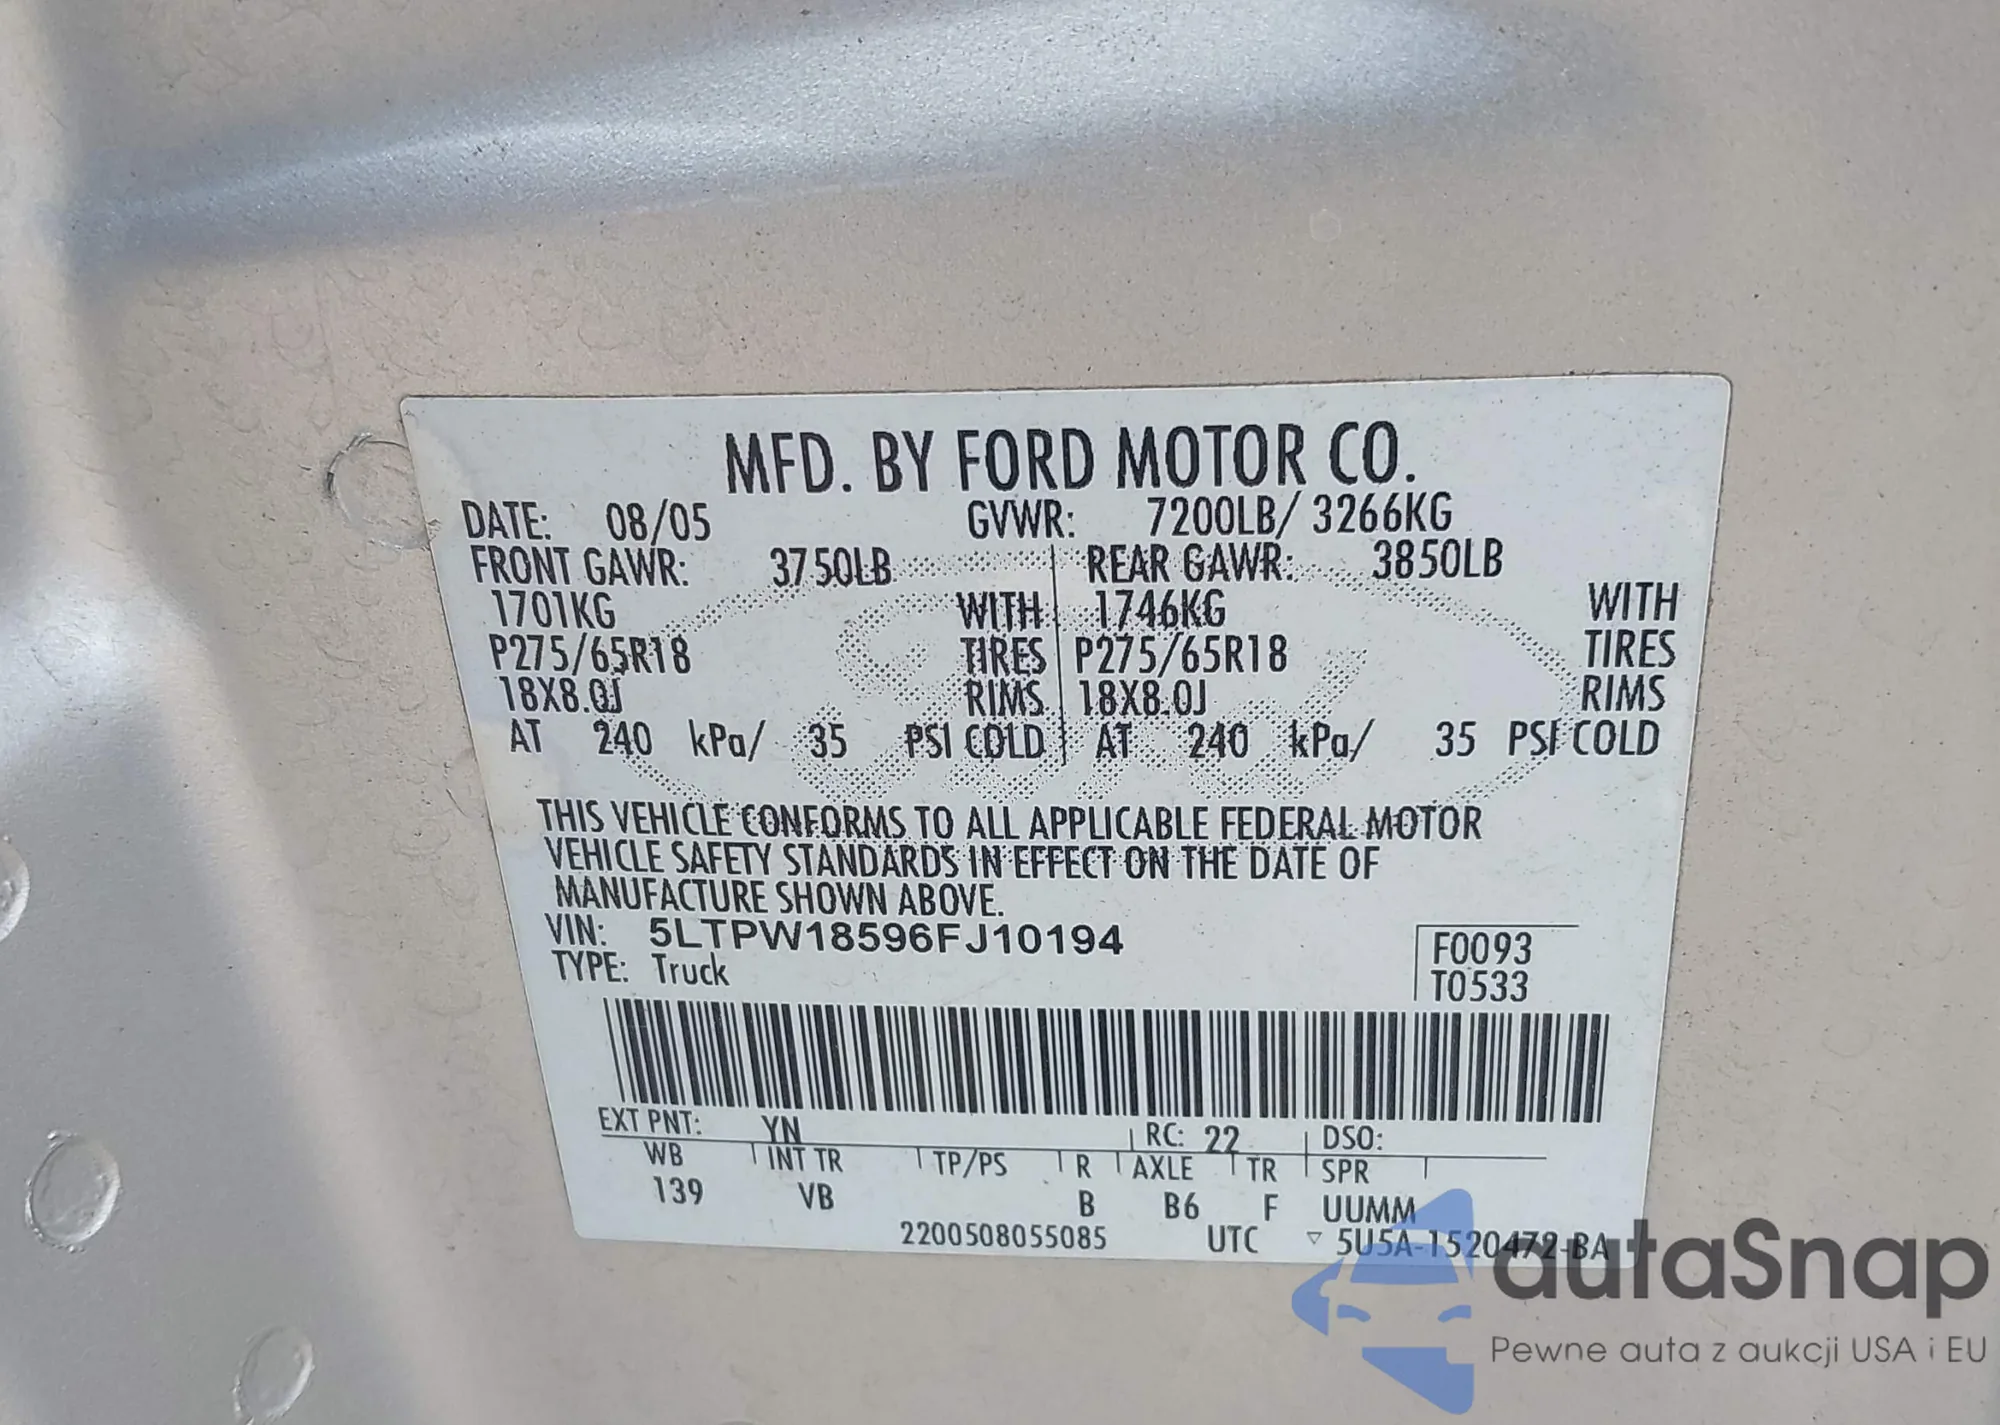 MFD. BY FORD MOTOR CO.
DATE: 08/05 GVWR: 7200LB/ 3266KG
FRONT GAWR: 3750LB REAR GAWR: 3850LB
1701KG WITH 1746KG WITH
P275/65R18 TIRES P275/65R18 TIRES
18X8.0J RIMS 18X8.0J RIMS
AT 240 kPa/ 35 PSI COLD AT 240 kPa/ 35 PSI COLD
THIS VEHICLE CONFORMS TO ALL APPLICABLE FEDERAL MOTOR
VEHICLE SAFETY STANDARDS IN EFFECT ON THE DATE OF
MANUFACTURE SHOWN ABOVE.
VIN: 5LTPW18596FJ10194 F0093
TYPE: Truck T0533
EXT PNT: YN RC: 22 DSO:
WB INT TR TP/PS R AXLE TR SPR
139 VB B B6 F UUMM
2200508055085 UTC ▽ 5U5A-1520472-BA
autaSnap
Pewne auta z aukcji USA i EU